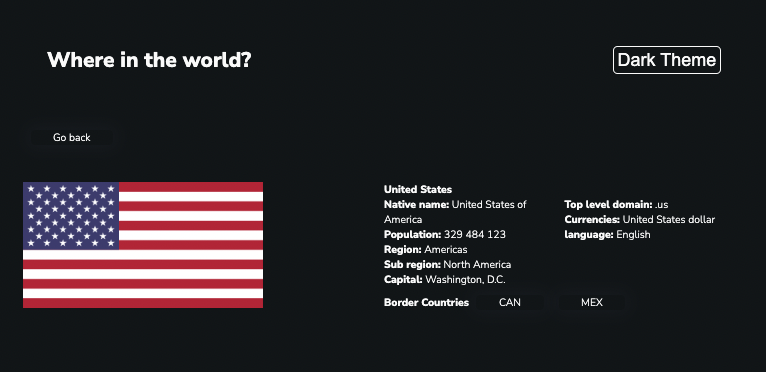 Where in the world?
Dark Theme
Go back
United States
Native name: United States of
America
Population: 329 484 123
Region: Americas
Sub region: North America
Capital: Washington, D.C.
Top level domain: .us
Currencies: United States dollar
language: English
Border Countries CAN MEX